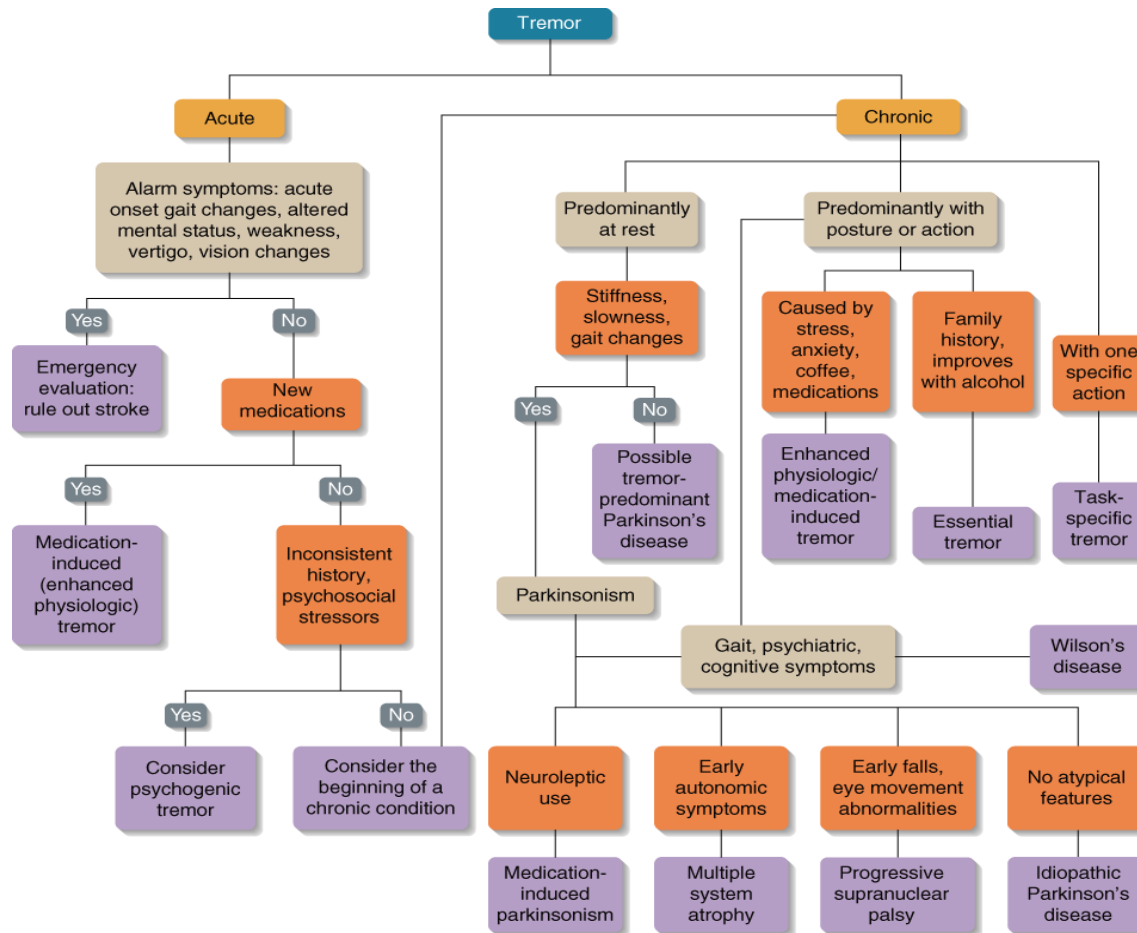 Tremor
Acute
Chronic
Alarm symptoms: acute
onset gait changes, altered
mental status, weakness,
vertigo, vision changes
Predominantly
at rest
Predominantly with
posture or action
Yes
No
Stiffness,
slowness,
gait changes
Caused by
stress,
anxiety,
coffee,
medications
Family
history,
improves
with alcohol
With one
specific
action
Emergency
evaluation:
rule out stroke
New
medications
Yes
No
Possible
tremor-
predominant
Parkinson's
disease
Enhanced
physiologic/
medication-
induced
tremor
Essential
tremor
Task-
specific
tremor
Yes
No
Medication-
induced
(enhanced
physiologic)
tremor
Inconsistent
history,
psychosocial
stressors
Parkinsonism
Gait, psychiatric,
cognitive symptoms
Wilson's
disease
Yes
No
Consider
psychogenic
tremor
Consider the
beginning of a
chronic condition
Neuroleptic
use
Early
autonomic
symptoms
Early falls,
eye movement
abnormalities
No atypical
features
Medication-
induced
parkinsonism
Multiple
system
atrophy
Progressive
supranuclear
palsy
Idiopathic
Parkinson's
disease